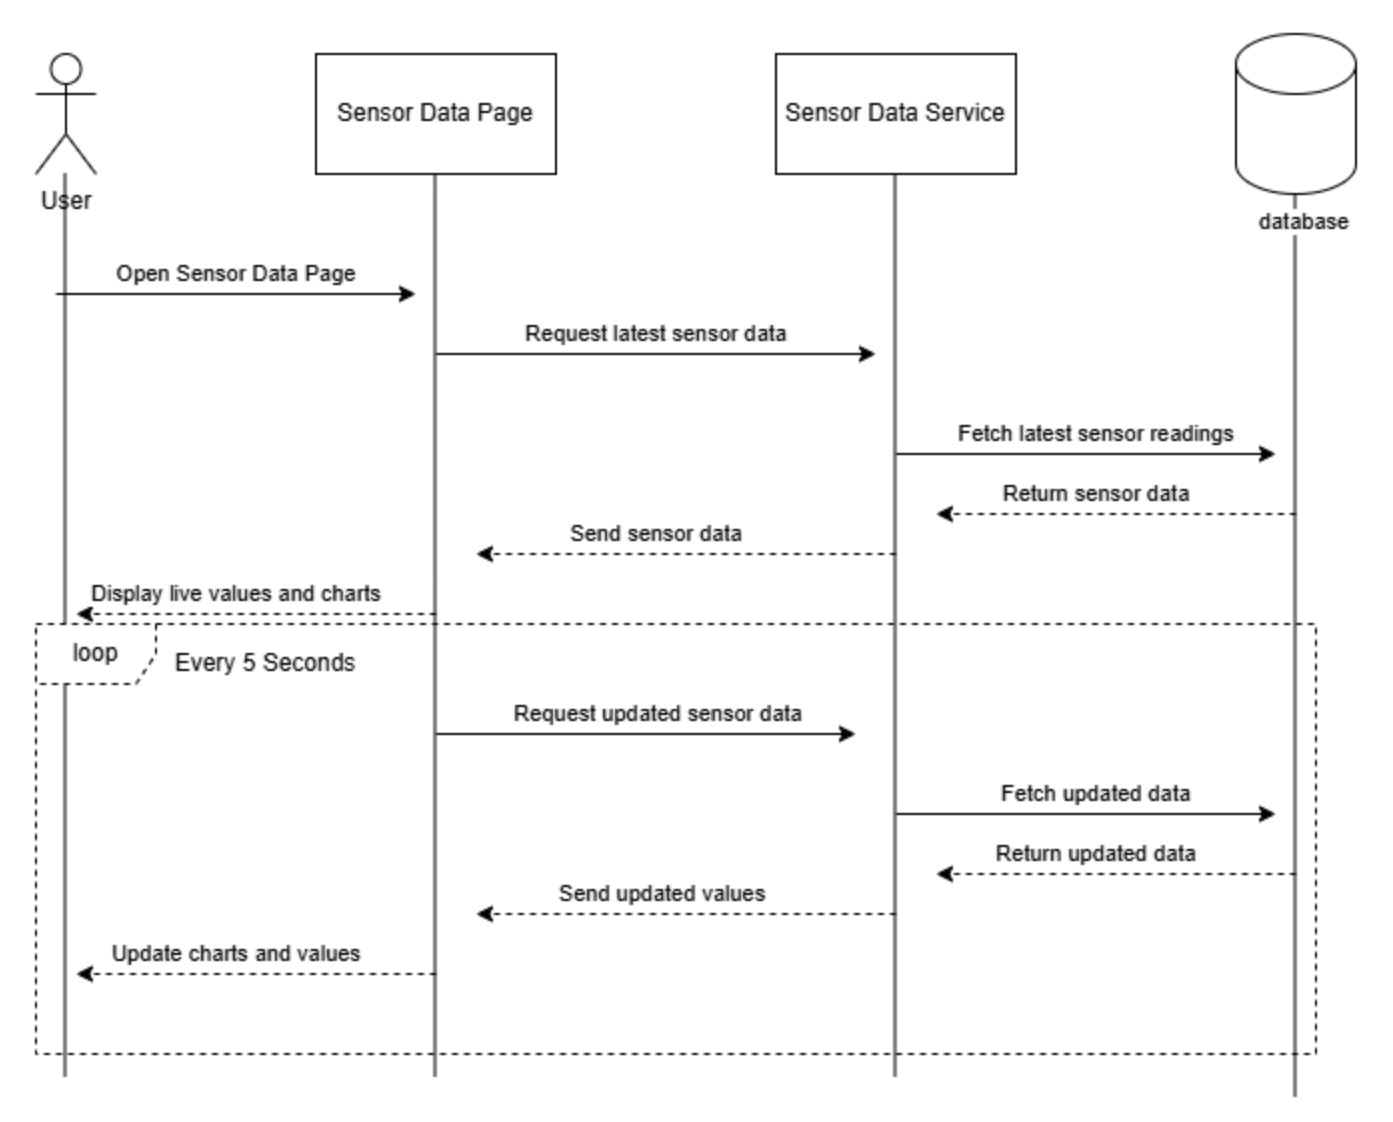 Sensor Data Page
Sensor Data Service
User
database
Open Sensor Data Page
Request latest sensor data
Fetch latest sensor readings
Return sensor data
Send sensor data
Display live values and charts
loop
Every 5 Seconds
Request updated sensor data
Fetch updated data
Return updated data
Send updated values
Update charts and values